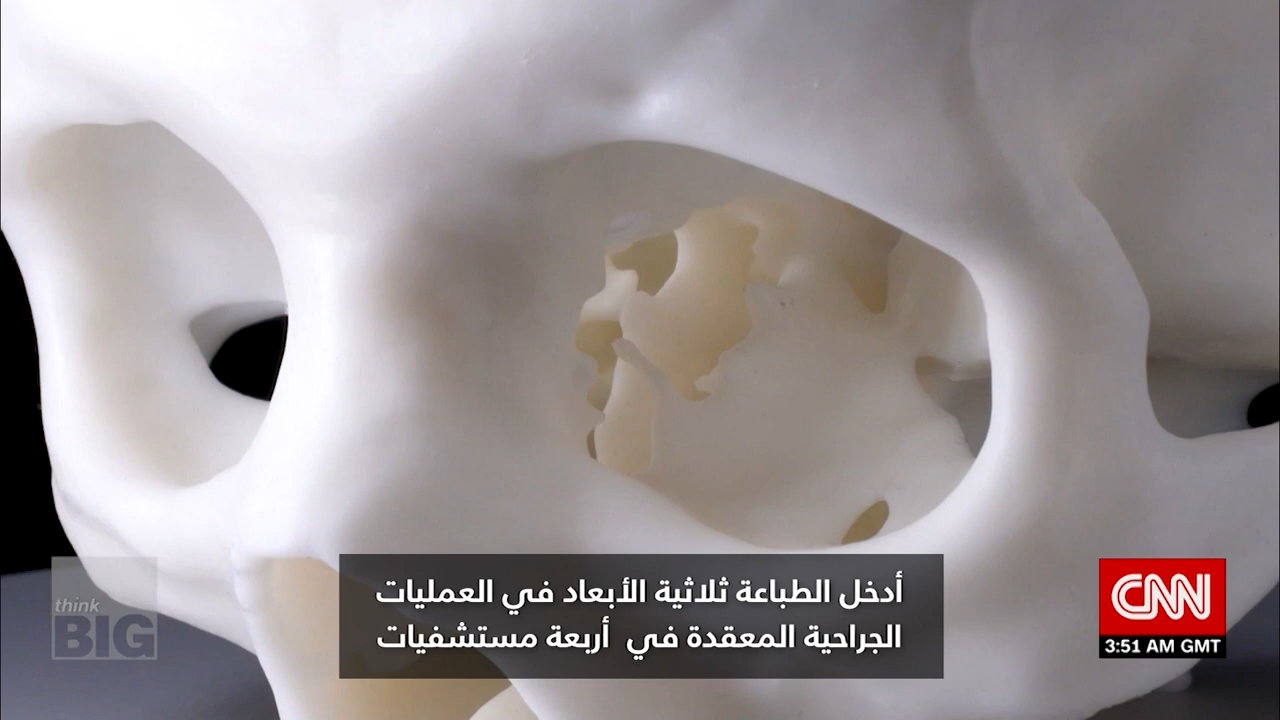 أدخل الطباعة ثلاثية الأبعاد في العمليات
الجراحية المعقدة في أربعة مستشفيات
think
BIG
CNN
3:51 AM GMT